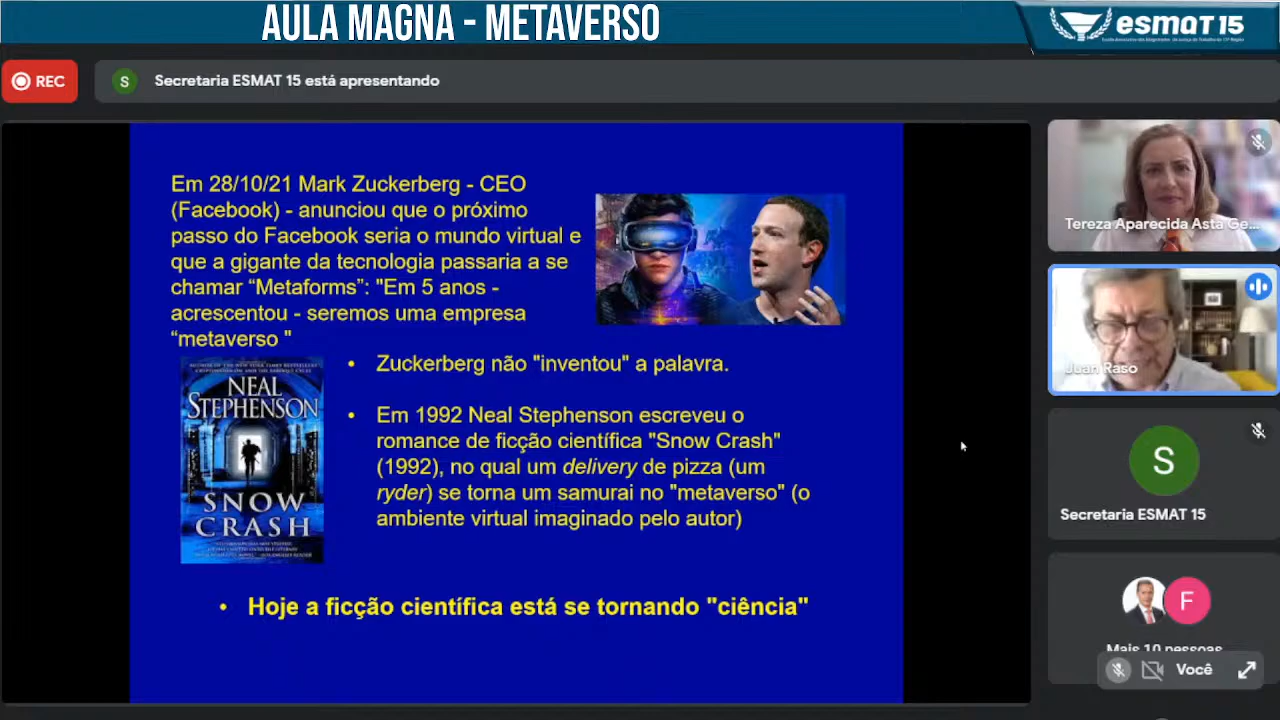 AULA MAGNA - METAVERSO
esmat 15
REC
S
Secretaria ESMAT 15 está apresentando
Em 28/10/21 Mark Zuckerberg - CEO
(Facebook) - anunciou que o próximo
passo do Facebook seria o mundo virtual e
que a gigante da tecnologia passaria a se
chamar “Metaforms”: "Em 5 anos -
acrescentou - seremos uma empresa
“metaverso "
NEAL
STEPHENSON
SNOW
CRASH
• Zuckerberg não "inventou" a palavra.
• Em 1992 Neal Stephenson escreveu o
romance de ficção científica "Snow Crash"
(1992), no qual um delivery de pizza (um
ryder) se torna um samurai no "metaverso" (o
ambiente virtual imaginado pelo autor)
• Hoje a ficção científica está se tornando "ciência"
Tereza Aparecida Asta Ge...
Juan Raso
S
Secretaria ESMAT 15
F
Mais 10 pessoas
Você